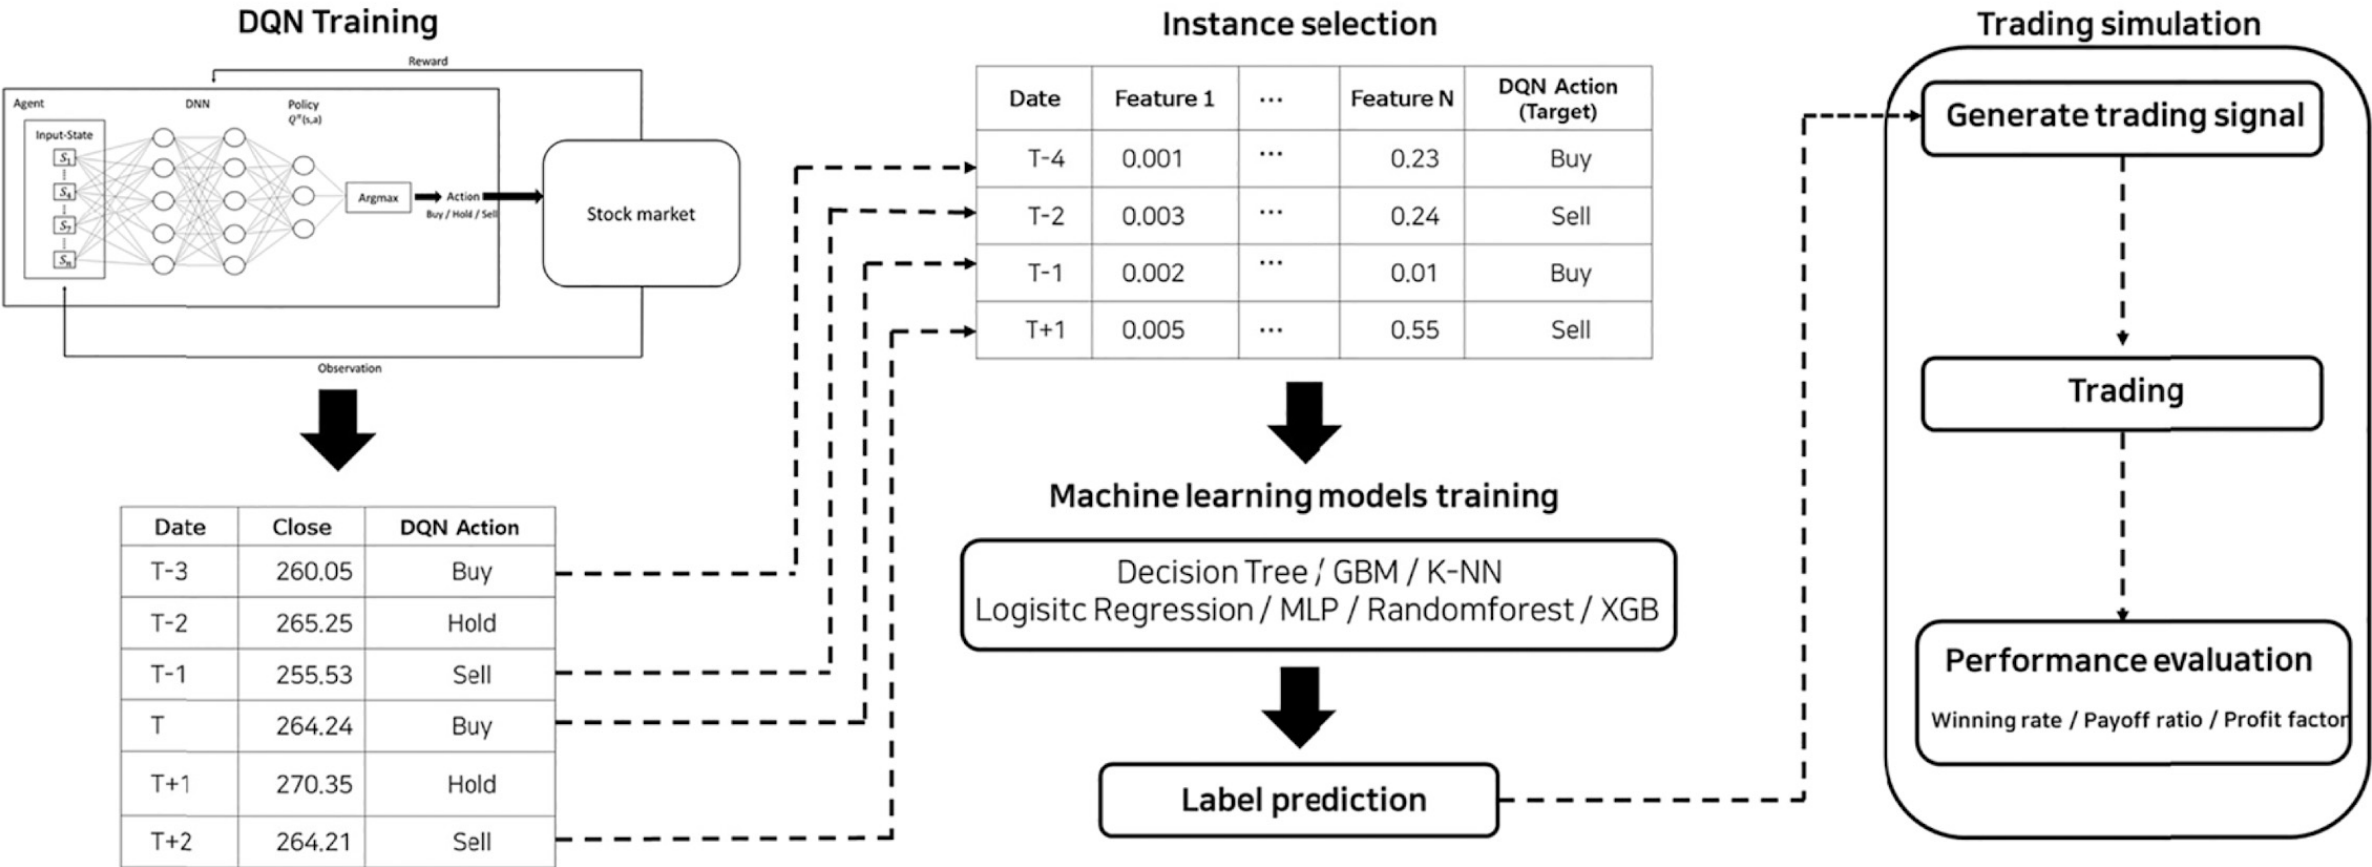 DQN Training
Reward
Agent
DNN
Policy
Qπ(s,a)
Input-State
S1
S4
S7
Sn
Argmax
Action
Buy / Hold / Sell
Stock market
Observation
Date Close DQN Action
T-3 260.05 Buy
T-2 265.25 Hold
T-1 255.53 Sell
T 264.24 Buy
T+1 270.35 Hold
T+2 264.21 Sell
Instance selection
Date Feature 1 ... Feature N DQN Action
(Target)
T-4 0.001 ... 0.23 Buy
T-2 0.003 ... 0.24 Sell
T-1 0.002 ... 0.01 Buy
T+1 0.005 ... 0.55 Sell
Machine learning models training
Decision Tree / GBM / K-NN
Logisitc Regression / MLP / Randomforest / XGB
Label prediction
Trading simulation
Generate trading signal
Trading
Performance evaluation
Winning rate / Payoff ratio / Profit factor